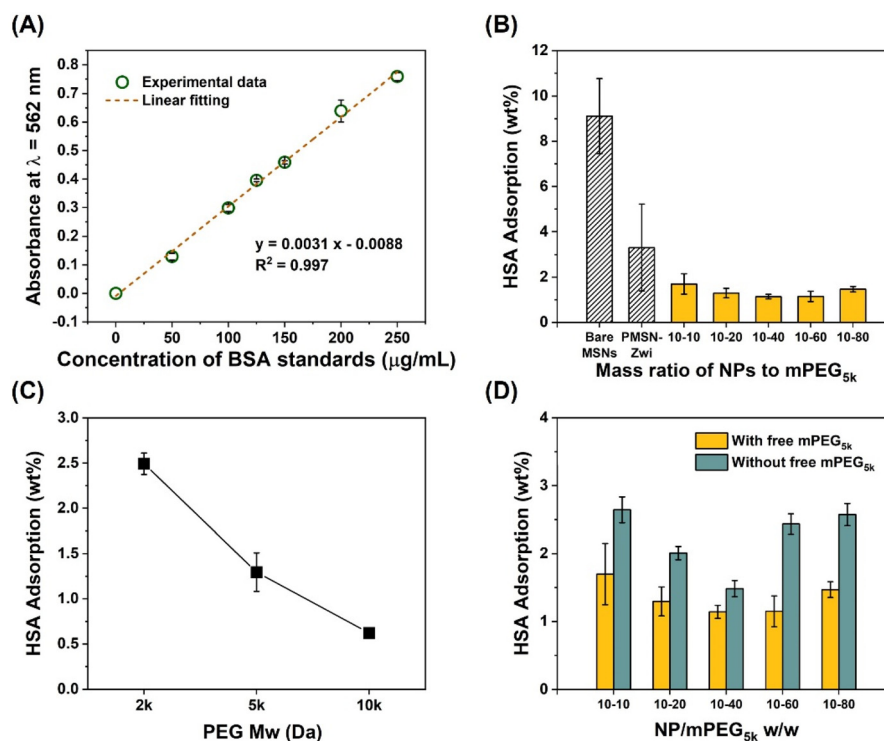 (A)
0.8
0.7
0.6
0.5
0.4
0.3
0.2
0.1
0.0
-0.1
Absorbance at λ = 562 nm
Experimental data
Linear fitting
y = 0.0031 x - 0.0088
R² = 0.997
0 50 100 150 200 250
Concentration of BSA standards (μg/mL)
(B)
12
10
8
6
4
2
0
HSA Adsorption (wt%)
Bare MSNs
PMSN-Zwi
10-10 10-20 10-40 10-60 10-80
Mass ratio of NPs to mPEG5k
(C)
3.0
2.5
2.0
1.5
1.0
0.5
0.0
HSA Adsorption (wt%)
2k 5k 10k
PEG Mw (Da)
(D)
4
3
2
1
0
HSA Adsorption (wt%)
With free mPEG5k
Without free mPEG5k
10-10 10-20 10-40 10-60 10-80
NP/mPEG5k w/w